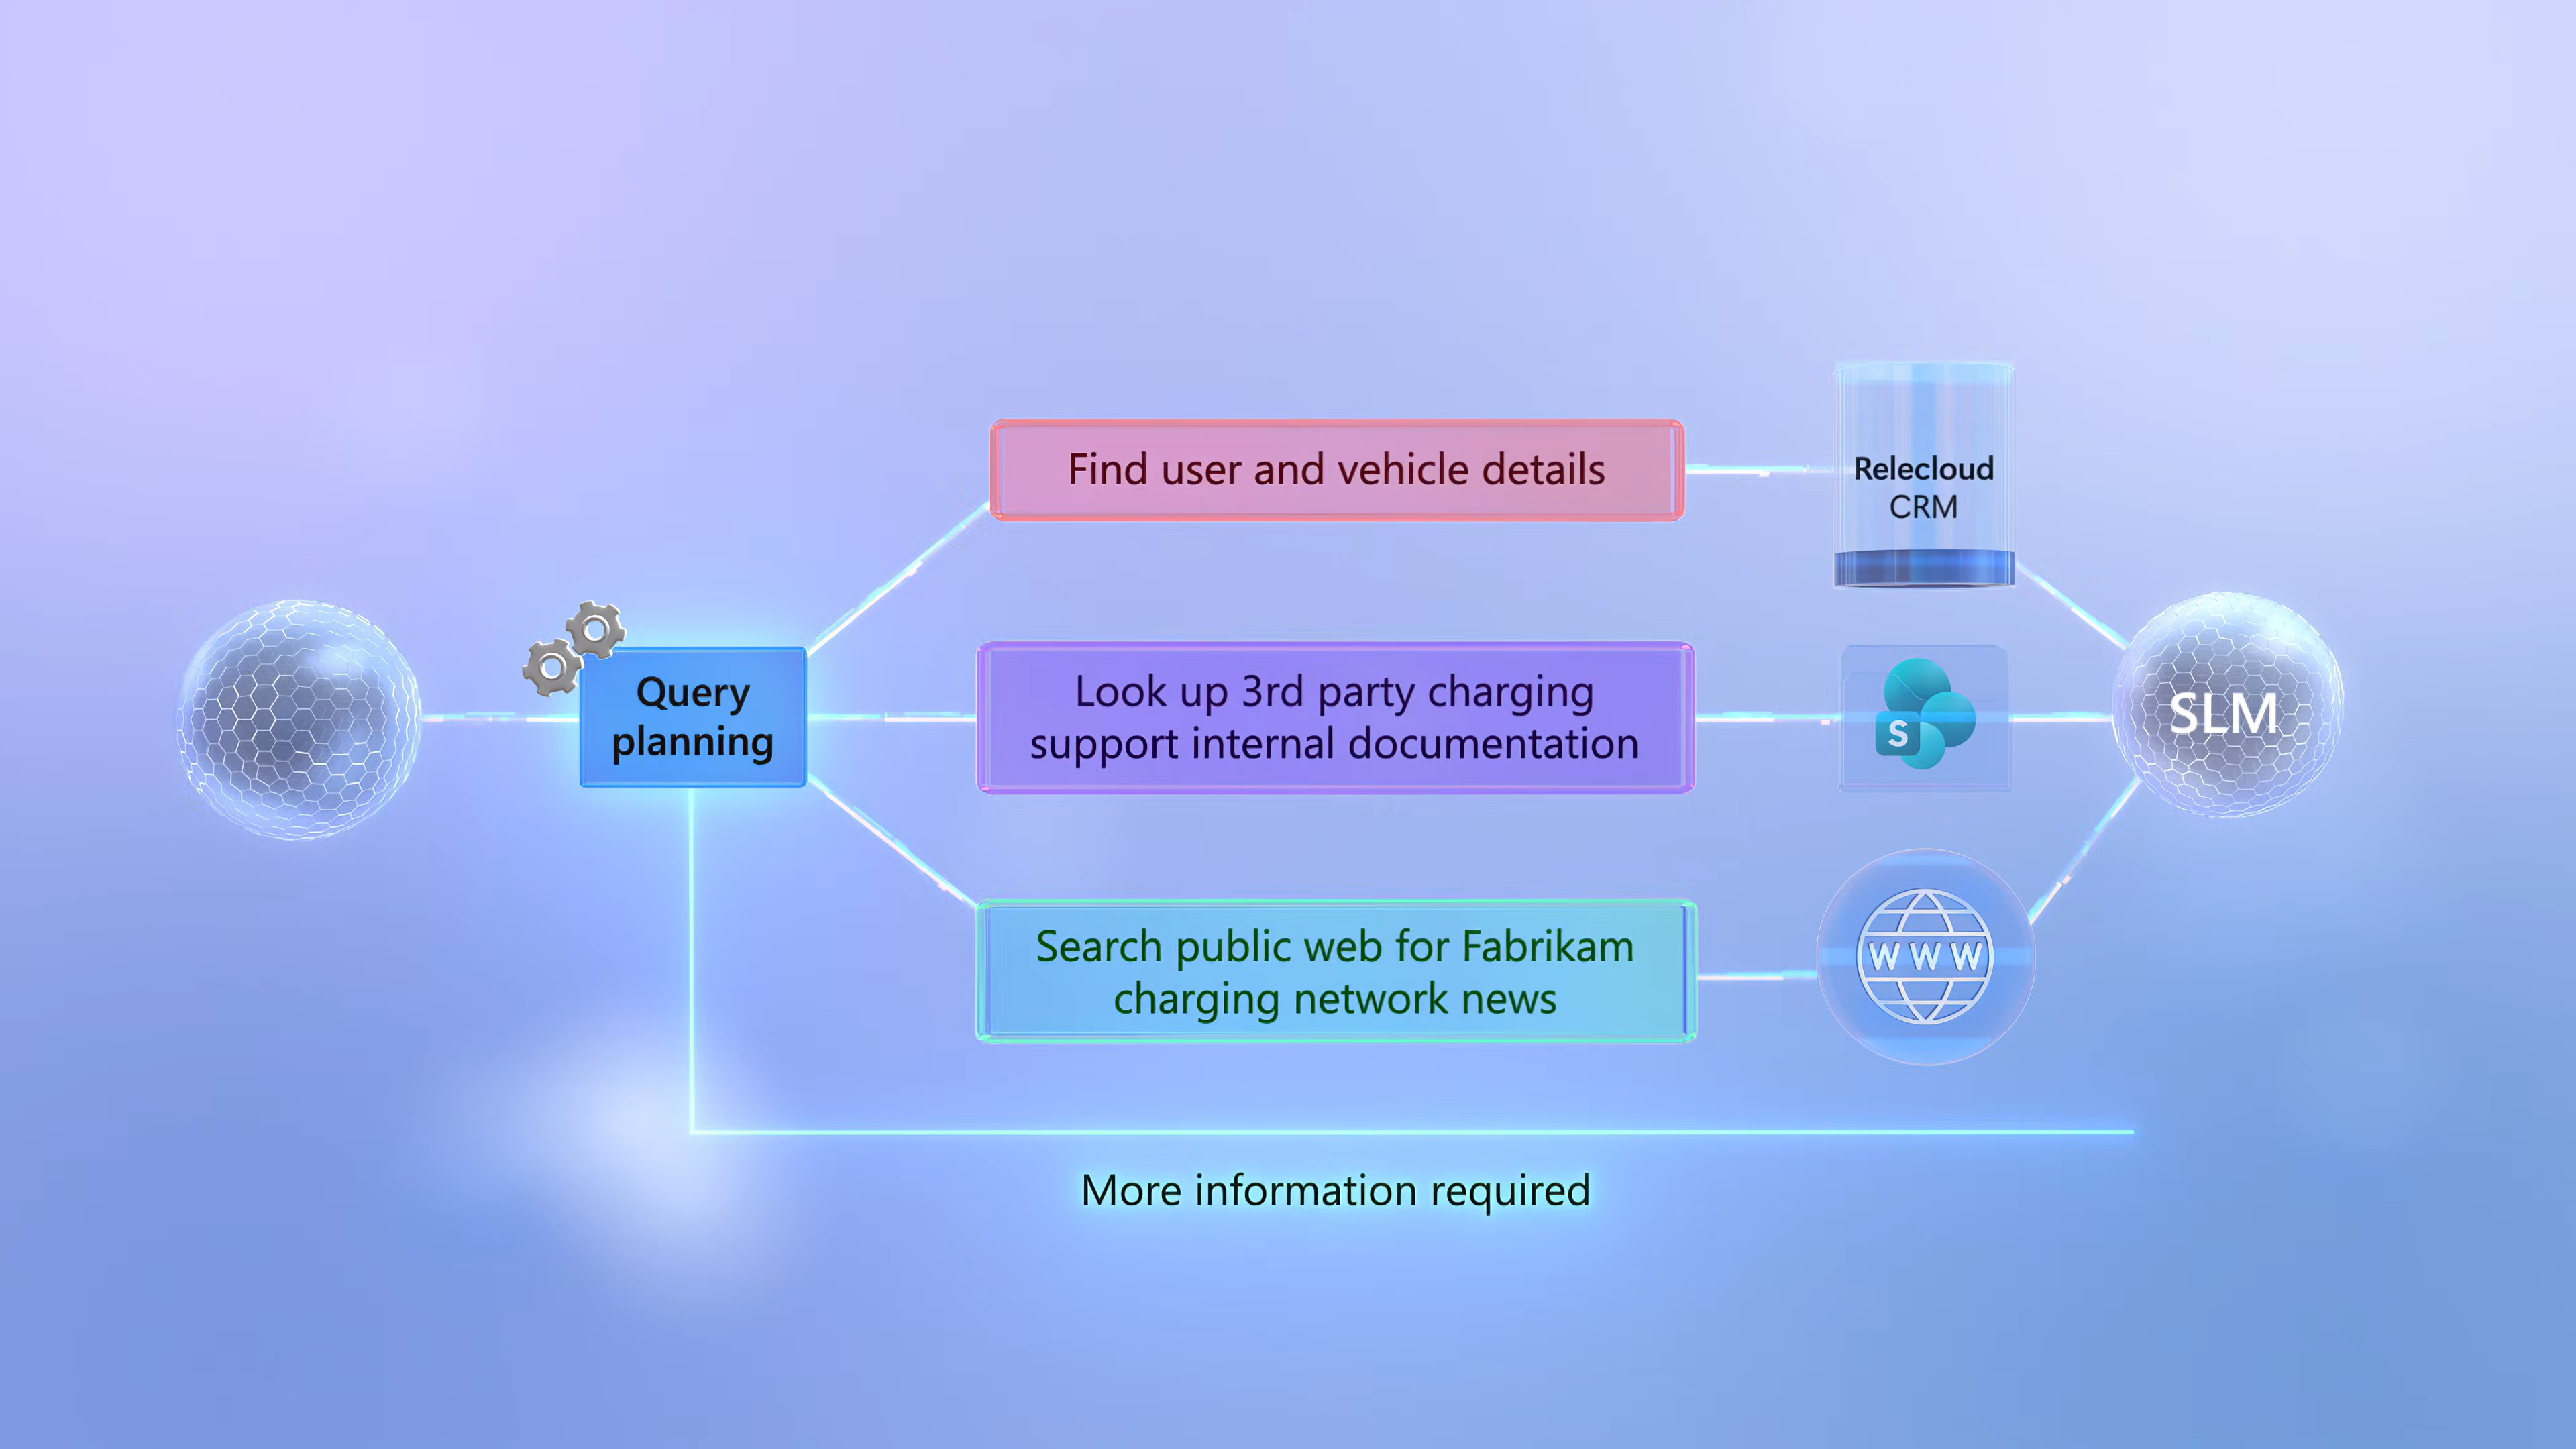 Find user and vehicle details
Relecloud
CRM
Query
planning
Look up 3rd party charging
support internal documentation
S
SLM
Search public web for Fabrikam
charging network news
WWW
More information required